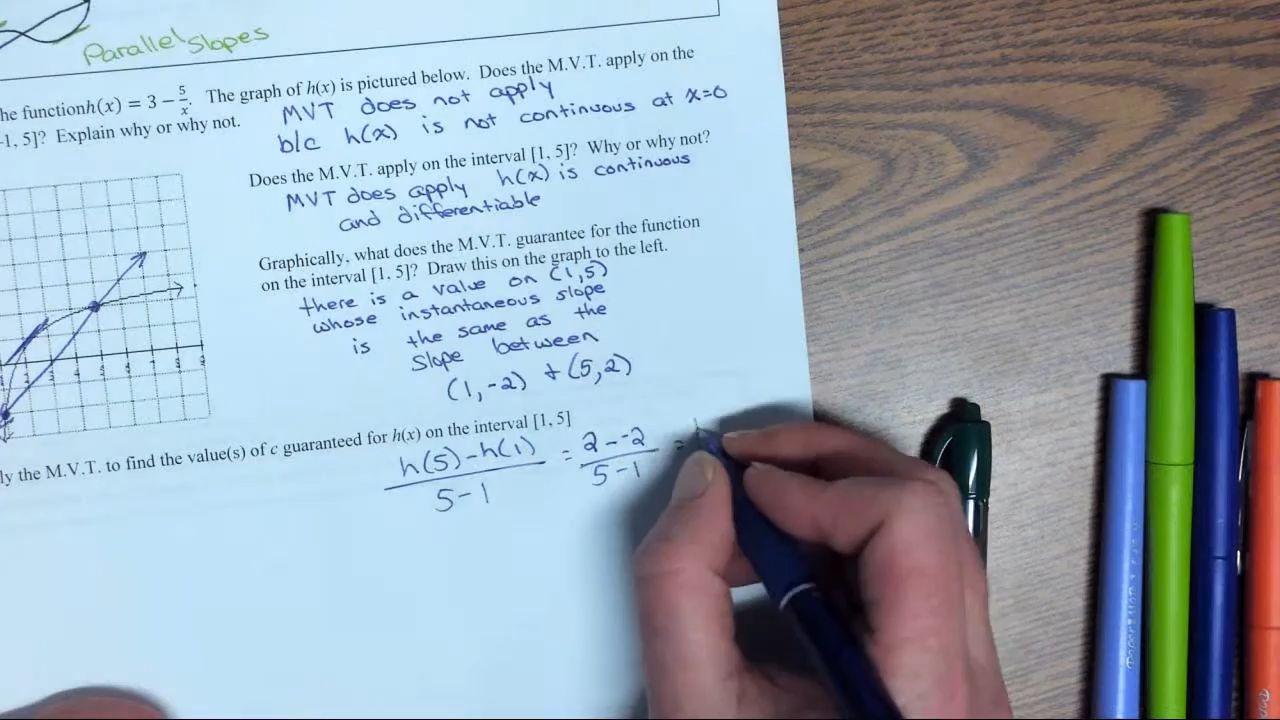 Parallel Slopes
he function h(x) = 3 − 5/x. The graph of h(x) is pictured below. Does the M.V.T. apply on the
-1, 5]? Explain why or why not.
MVT does not apply
b/c h(x) is not continuous at x=0
Does the M.V.T. apply on the interval [1, 5]? Why or why not?
MVT does apply h(x) is continuous
and differentiable
Graphically, what does the M.V.T. guarantee for the function
on the interval [1, 5]? Draw this on the graph to the left.
there is a value on (1,5)
whose instantaneous slope
is the same as the
slope between
(1,-2) + (5,2)
ly the M.V.T. to find the value(s) of c guaranteed for h(x) on the interval [1, 5]
h(5)-h(1)/5-1 = 2--2/5-1 =